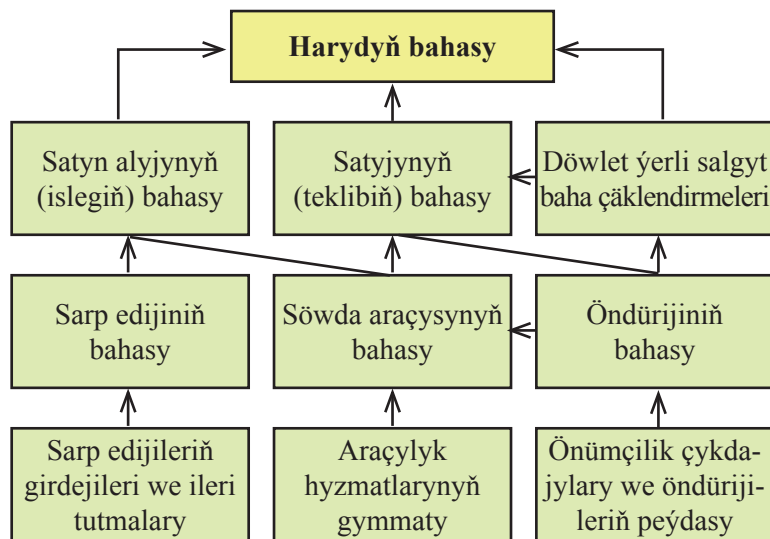 Harydyň bahasy
Satyn alyjynyň
(islegiň) bahasy
Satyjynyň
(teklibiň) bahasy
Döwlet ýerli salgyt
baha çäklendirmeleri
Sarp edijiniň
bahasy
Söwda araçysynyň
bahasy
Öndürijiniň
bahasy
Sarp edijileriň
girdejileri we ileri
tutmalary
Araçylyk
hyzmatlarynyň
gymmaty
Önümçilik çykda-
jylary we öndüriji-
leriň peýdasy